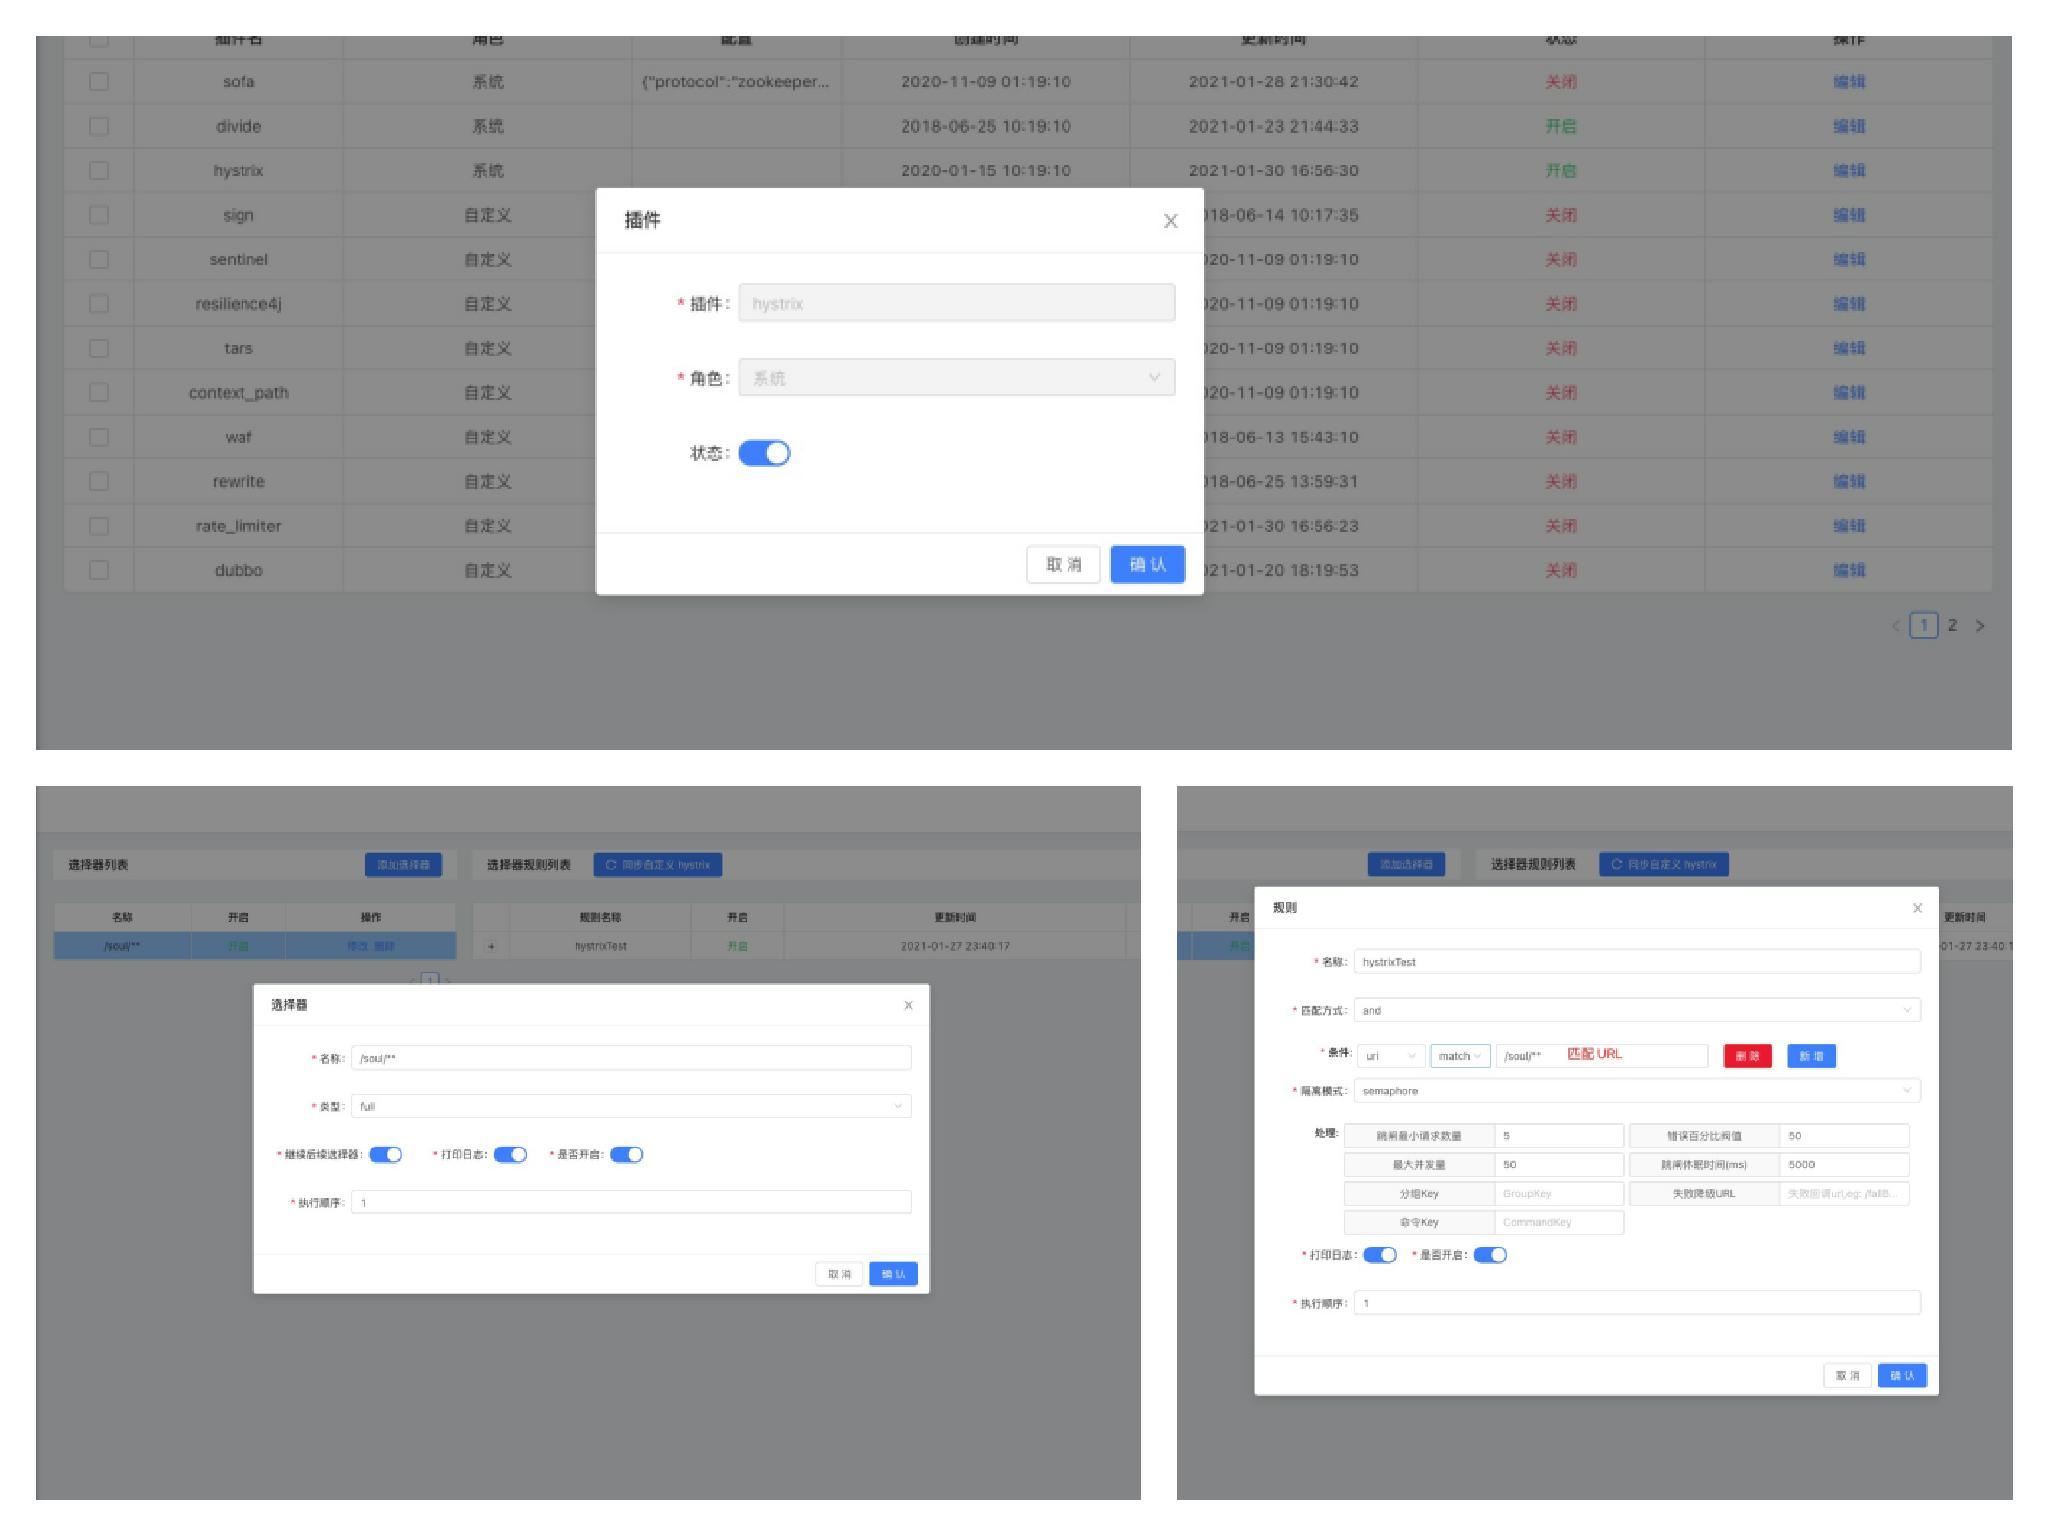 插件名 角色 配置 创建时间 更新时间 状态 操作
sofa 系统 {"protocol":"zookeeper... 2020-11-09 01:19:10 2021-01-28 21:30:42 关闭 编辑
divide 系统 2018-06-25 10:19:10 2021-01-23 21:44:33 开启 编辑
hystrix 系统 2020-01-15 10:19:10 2021-01-30 16:56:30 开启 编辑
sign 自定义 18-06-14 10:17:35 关闭 编辑
sentinel 自定义 020-11-09 01:19:10 关闭 编辑
resilience4j 自定义 020-11-09 01:19:10 关闭 编辑
tars 自定义 020-11-09 01:19:10 关闭 编辑
context_path 自定义 020-11-09 01:19:10 关闭 编辑
waf 自定义 018-06-13 15:43:10 关闭 编辑
rewrite 自定义 018-06-25 13:59:31 关闭 编辑
rate_limiter 自定义 021-01-30 16:56:23 关闭 编辑
dubbo 自定义 021-01-20 18:19:53 关闭 编辑
插件
* 插件: hystrix
* 角色: 系统
状态:
取 消 确 认
< 1 2 >
选择器列表 添加选择器 选择器规则列表 同步自定义 hystrix
名称 开启 操作 规则名称 开启 更新时间
/soul/** 开启 修改 删除 + hystrixTest 开启 2021-01-27 23:40:17
< 1 >
选择器
* 名称: /soul/**
* 类型: full
* 继续后续选择器: * 打印日志: * 是否开启:
* 执行顺序: 1
取 消 确 认
添加选择器 选择器规则列表 同步自定义 hystrix
开启 更新时间
开启 -01-27 23:40:1
规则
* 名称: hystrixTest
* 匹配方式: and
* 条件: uri match /soul/** 匹配 URL 删 除 新 增
* 隔离模式: semaphore
处理: 跳闸最小请求数量 5 错误百分比阀值 50
最大并发量 50 跳闸休眠时间(ms) 5000
分组Key GroupKey 失败降级URL 失败回调url,eg: /fallB...
命令Key CommandKey
* 打印日志: * 是否开启:
* 执行顺序: 1
取 消 确 认